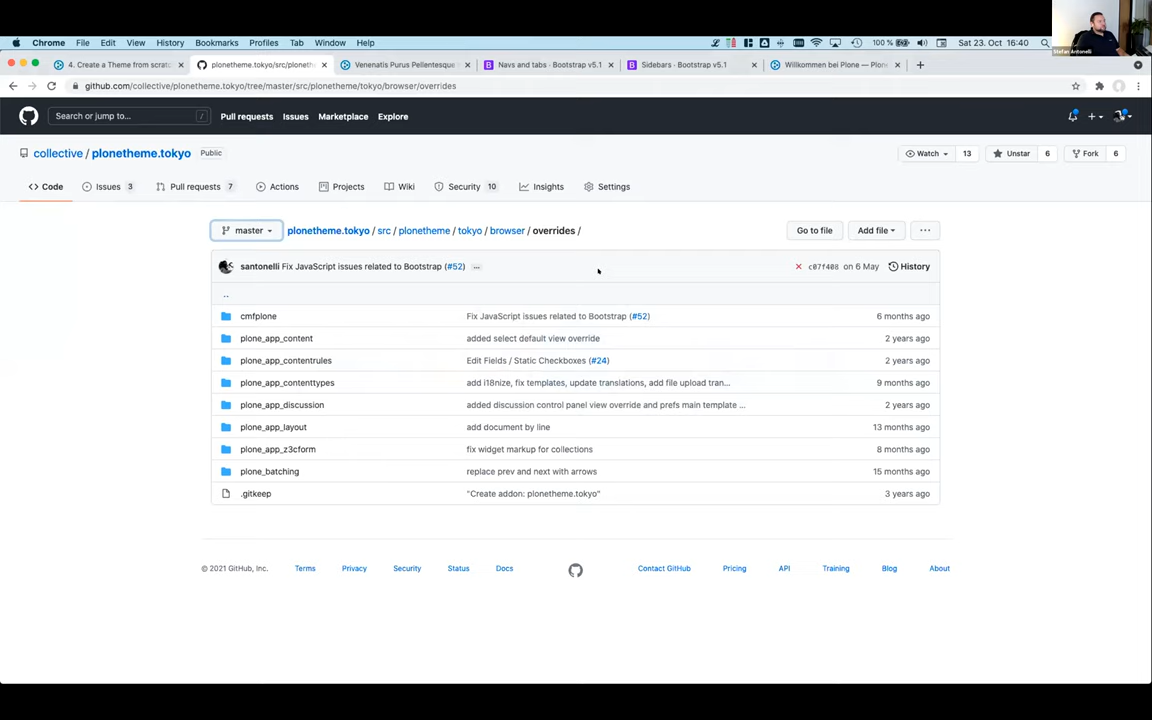 Chrome File Edit View History Bookmarks Profiles Tab Window Help 100 % Sat 23. Oct 16:40
Stefan Antonelli
4. Create a Theme from scratc
plonetheme.tokyo/src/ploneth
Venenatis Purus Pellentesque
Navs and tabs · Bootstrap v5.1
Sidebars · Bootstrap v5.1
Willkommen bei Plone — Plon
github.com/collective/plonetheme.tokyo/tree/master/src/plonetheme/tokyo/browser/overrides
Search or jump to... / Pull requests Issues Marketplace Explore
collective / plonetheme.tokyo Public Watch 13 Unstar 6 Fork 6
Code Issues 3 Pull requests 7 Actions Projects Wiki Security 10 Insights Settings
master plonetheme.tokyo / src / plonetheme / tokyo / browser / overrides / Go to file Add file ...
santonelli Fix JavaScript issues related to Bootstrap (#52) ... c07f408 on 6 May History
..
cmfplone Fix JavaScript issues related to Bootstrap (#52) 6 months ago
plone_app_content added select default view override 2 years ago
plone_app_contentrules Edit Fields / Static Checkboxes (#24) 2 years ago
plone_app_contenttypes add i18nize, fix templates, update translations, add file upload tran... 9 months ago
plone_app_discussion added discussion control panel view override and prefs main template ... 2 years ago
plone_app_layout add document by line 13 months ago
plone_app_z3cform fix widget markup for collections 8 months ago
plone_batching replace prev and next with arrows 15 months ago
.gitkeep "Create addon: plonetheme.tokyo" 3 years ago
© 2021 GitHub, Inc. Terms Privacy Security Status Docs Contact GitHub Pricing API Training Blog About